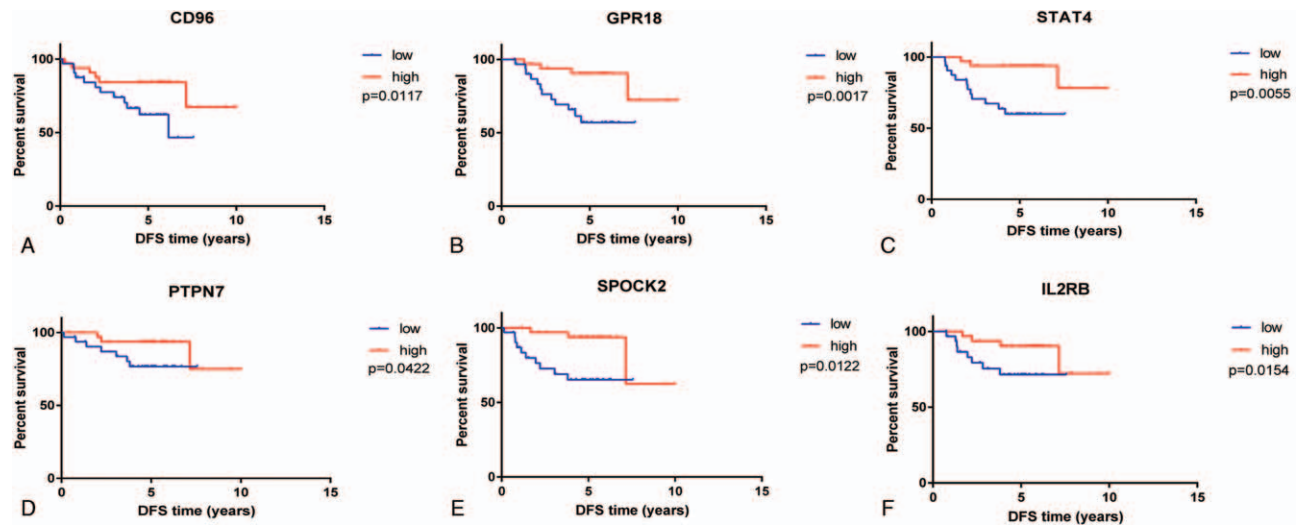 CD96
Percent survival
100
50
0
0 5 10 15
DFS time (years)
low
high
p=0.0117
A
GPR18
Percent survival
100
50
0
0 5 10 15
DFS time (years)
low
high
p=0.0017
B
STAT4
Percent survival
100
50
0
0 5 10 15
DFS time (years)
low
high
p=0.0055
C
PTPN7
Percent survival
100
50
0
0 5 10 15
DFS time (years)
low
high
p=0.0422
D
SPOCK2
Percent survival
100
50
0
0 5 10 15
DFS time (years)
low
high
p=0.0122
E
IL2RB
Percent survival
100
50
0
0 5 10 15
DFS time (years)
low
high
p=0.0154
F